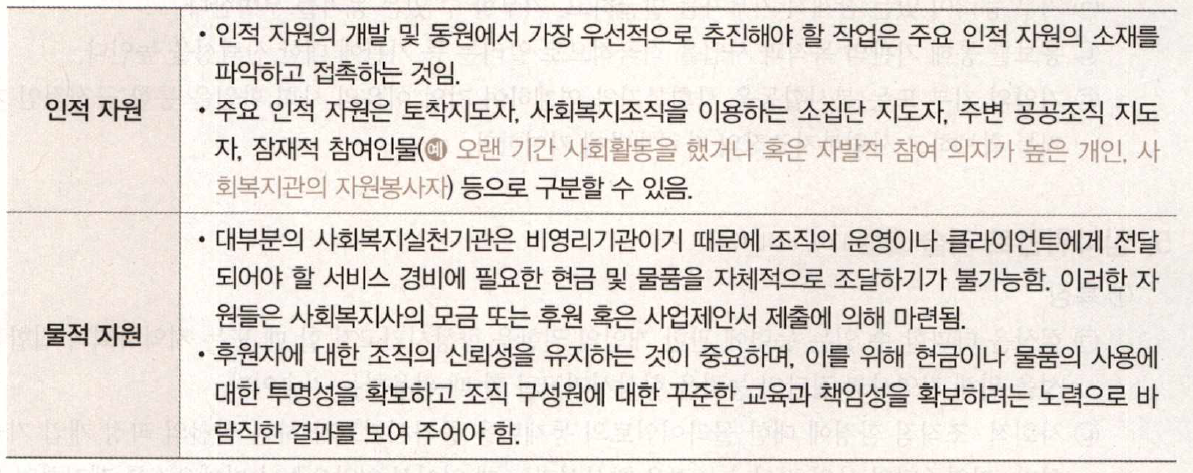 인적 자원
• 인적 자원의 개발 및 동원에서 가장 우선적으로 추진해야 할 작업은 주요 인적 자원의 소재를
파악하고 접촉하는 것임.
• 주요 인적 자원은 토착지도자, 사회복지조직을 이용하는 소집단 지도자, 주변 공공조직 지도
자, 잠재적 참여인물(예 오랜 기간 사회활동을 했거나 혹은 자발적 참여 의지가 높은 개인, 사
회복지관의 자원봉사자) 등으로 구분할 수 있음.
물적 자원
• 대부분의 사회복지실천기관은 비영리기관이기 때문에 조직의 운영이나 클라이언트에게 전달
되어야 할 서비스 경비에 필요한 현금 및 물품을 자체적으로 조달하기가 불가능함. 이러한 자
원들은 사회복지사의 모금 또는 후원 혹은 사업제안서 제출에 의해 마련됨.
• 후원자에 대한 조직의 신뢰성을 유지하는 것이 중요하며, 이를 위해 현금이나 물품의 사용에
대한 투명성을 확보하고 조직 구성원에 대한 꾸준한 교육과 책임성을 확보하려는 노력으로 바
람직한 결과를 보여 주어야 함.